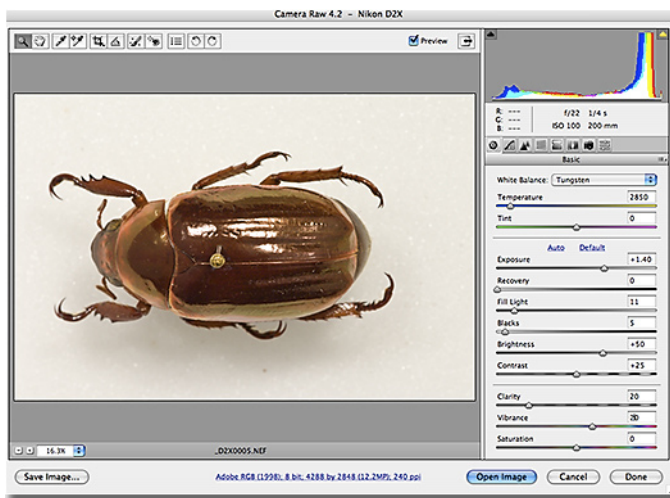 Camera Raw 4.2 – Nikon D2X
Preview
R: ---
G: ---
B: ---
f/22 1/4 s
ISO 100 200 mm
Basic
White Balance: Tungsten
Temperature 2850
Tint 0
Auto Default
Exposure +1.40
Recovery 0
Fill Light 11
Blacks 5
Brightness +50
Contrast +25
Clarity 20
Vibrance 20
Saturation 0
16.3%
_D2X0005.NEF
Save Image...
Adobe RGB (1998); 8 bit; 4288 by 2848 (12.2MP); 240 ppi
Open Image
Cancel
Done